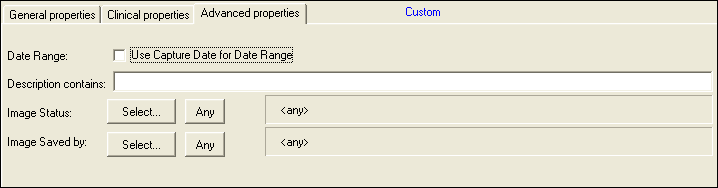 General properties Clinical properties Advanced properties Custom
Date Range: Use Capture Date for Date Range
Description contains:
Image Status: Select... Any <any>
Image Saved by: Select... Any <any>